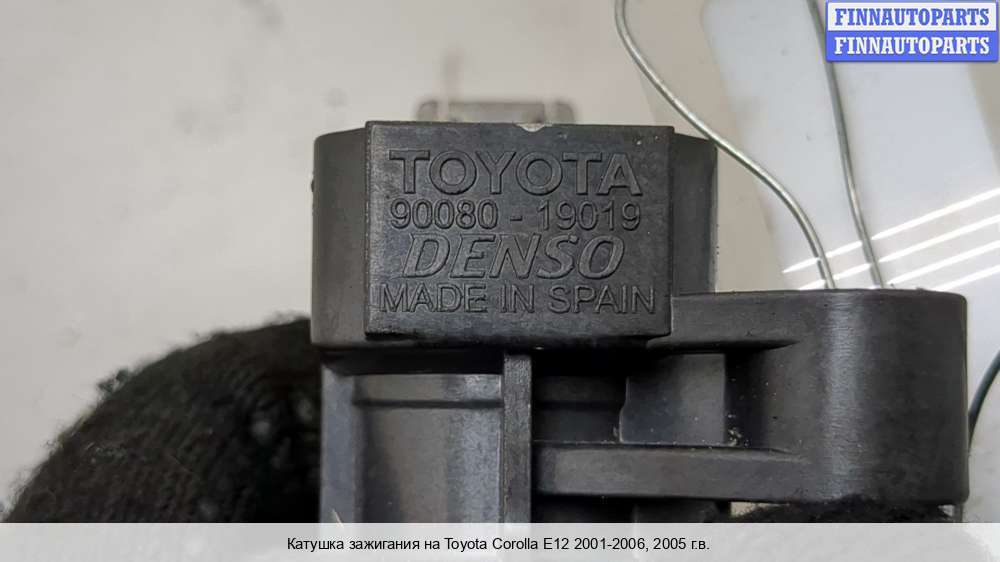 FINNAUTOPARTS
FINNAUTOPARTS
TOYOTA
90080 - 19019
DENSO
MADE IN SPAIN
Катушка зажигания на Toyota Corolla E12 2001-2006, 2005 г.в.